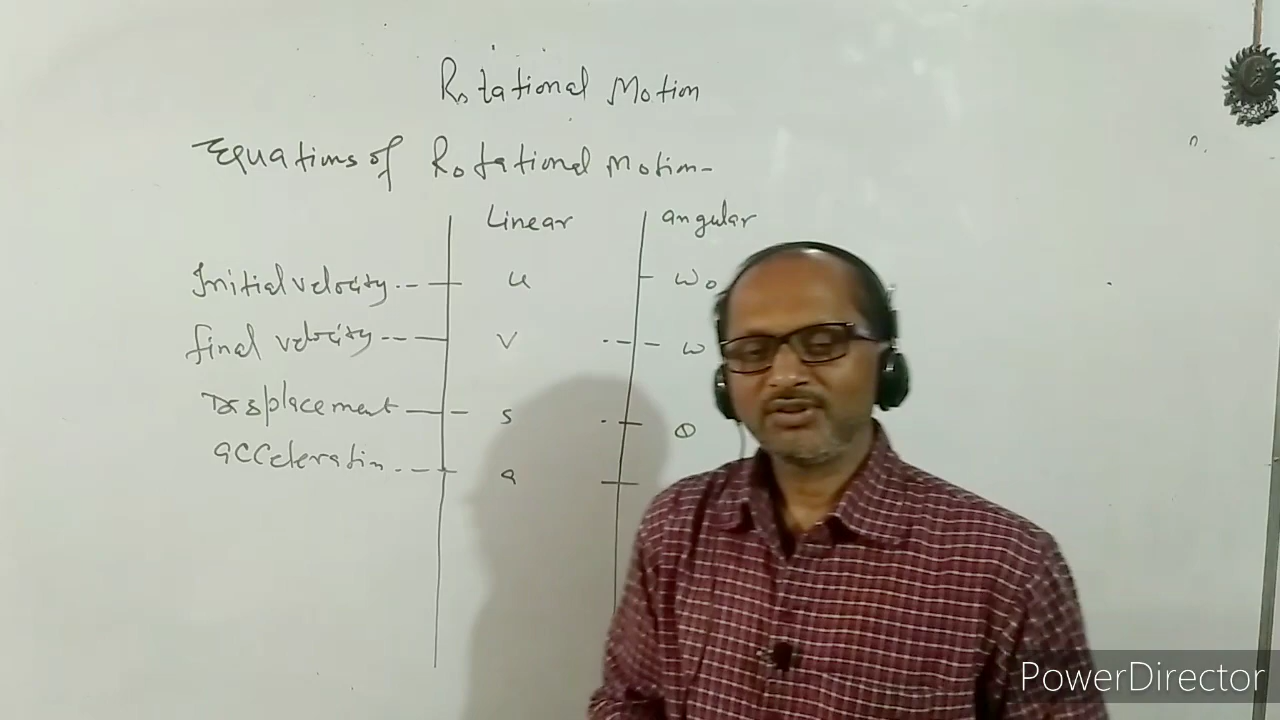 Rotational Motion
Equations of Rotational Motion-
Linear angular
Initial velocity u ω₀
final velocity v ω
Displacement s θ
acceleration a
PowerDirector